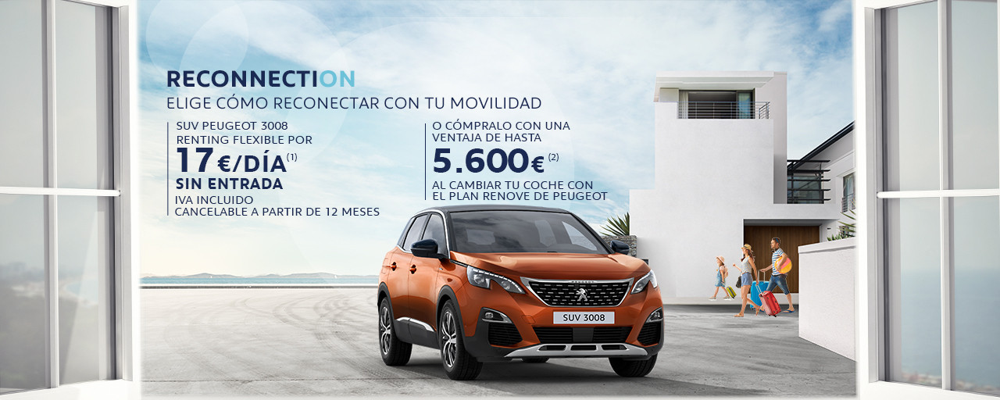 RECONNECTION
ELIGE CÓMO RECONECTAR CON TU MOVILIDAD
SUV PEUGEOT 3008
RENTING FLEXIBLE POR
17€/DÍA(1)
SIN ENTRADA
IVA INCLUIDO
CANCELABLE A PARTIR DE 12 MESES
O CÓMPRALO CON UNA
VENTAJA DE HASTA
5.600€ (2)
AL CAMBIAR TU COCHE CON
EL PLAN RENOVE DE PEUGEOT
PEUGEOT
SUV 3008